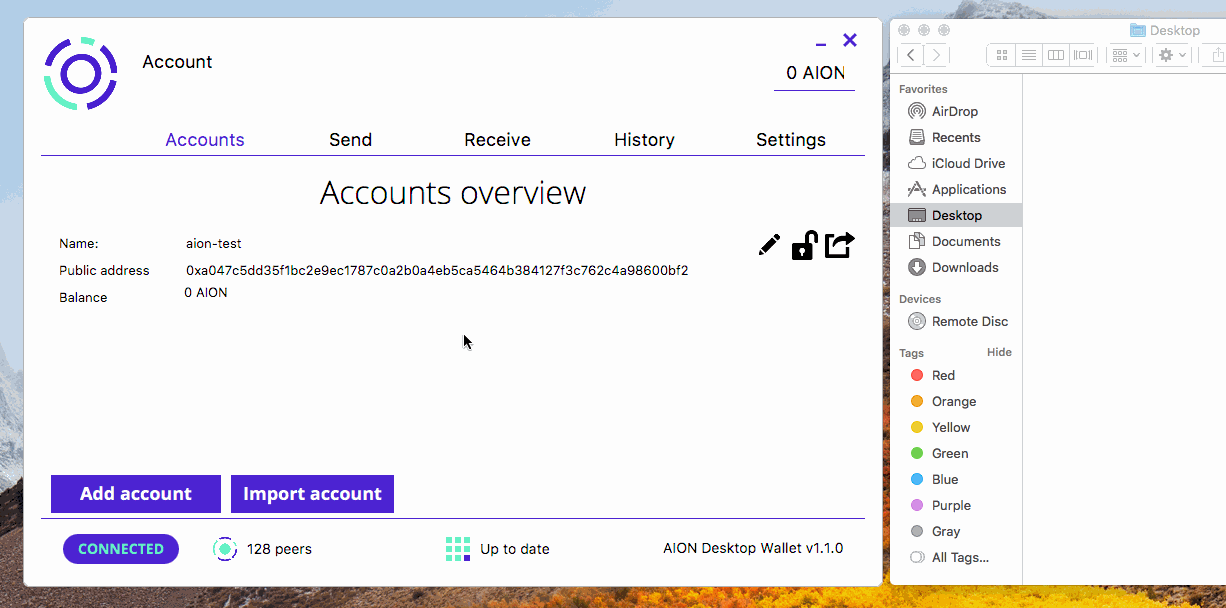 Account
0 AION
Accounts Send Receive History Settings
Accounts overview
Name: aion-test
Public address 0xa047c5dd35f1bc2e9ec1787c0a2b0a4eb5ca5464b384127f3c762c4a98600bf2
Balance 0 AION
Add account Import account
CONNECTED 128 peers Up to date AION Desktop Wallet v1.1.0
Desktop
Favorites
AirDrop
Recents
iCloud Drive
Applications
Desktop
Documents
Downloads
Devices
Remote Disc
Tags Hide
Red
Orange
Yellow
Green
Blue
Purple
Gray
All Tags...